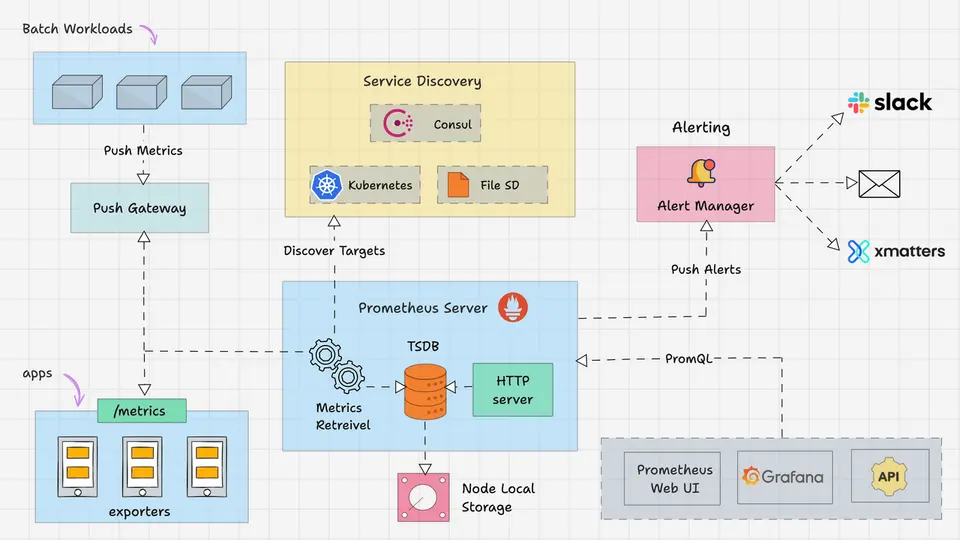 Batch Workloads
Push Metrics
Push Gateway
Service Discovery
Consul
Kubernetes
File SD
Discover Targets
Alerting
Alert Manager
Push Alerts
slack
xmatters
Prometheus Server
TSDB
Metrics
Retreivel
HTTP
server
PromQL
apps
/metrics
exporters
Node Local
Storage
Prometheus
Web UI
Grafana
API